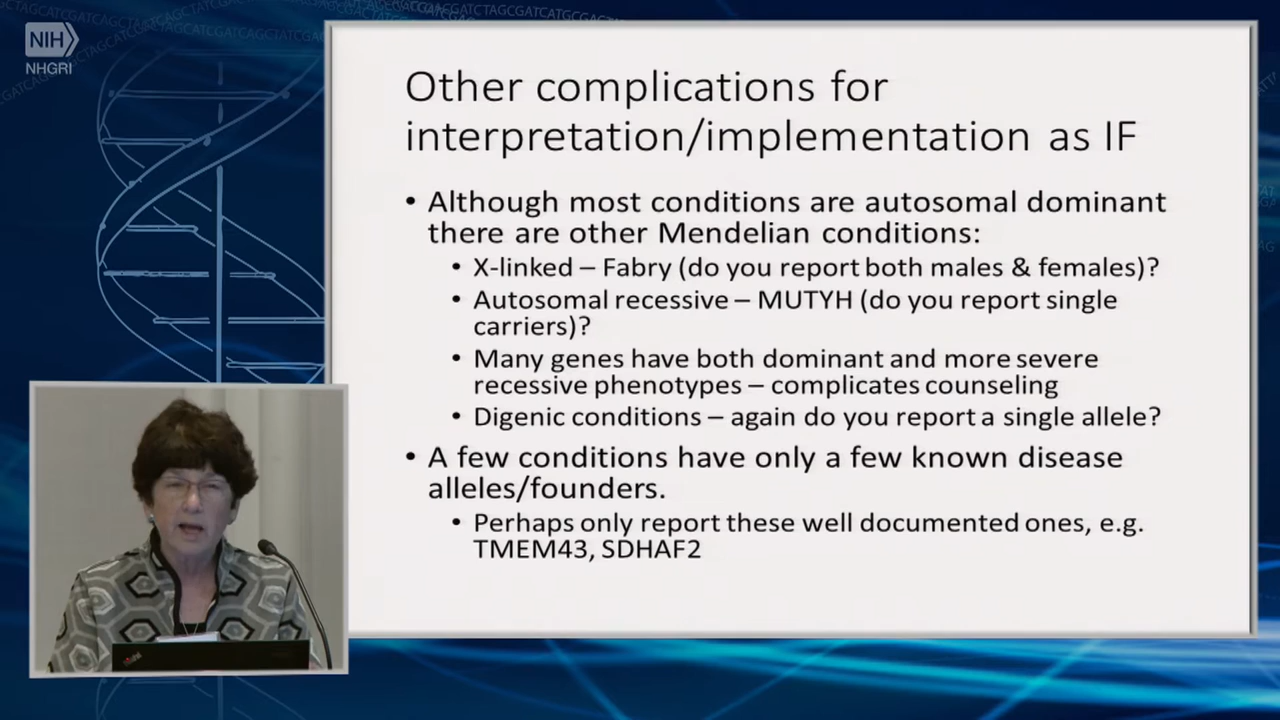 NIH
NHGRI
Other complications for
interpretation/implementation as IF
• Although most conditions are autosomal dominant
there are other Mendelian conditions:
• X-linked – Fabry (do you report both males & females)?
• Autosomal recessive – MUTYH (do you report single
carriers)?
• Many genes have both dominant and more severe
recessive phenotypes – complicates counseling
• Digenic conditions – again do you report a single allele?
• A few conditions have only a few known disease
alleles/founders.
• Perhaps only report these well documented ones, e.g.
TMEM43, SDHAF2